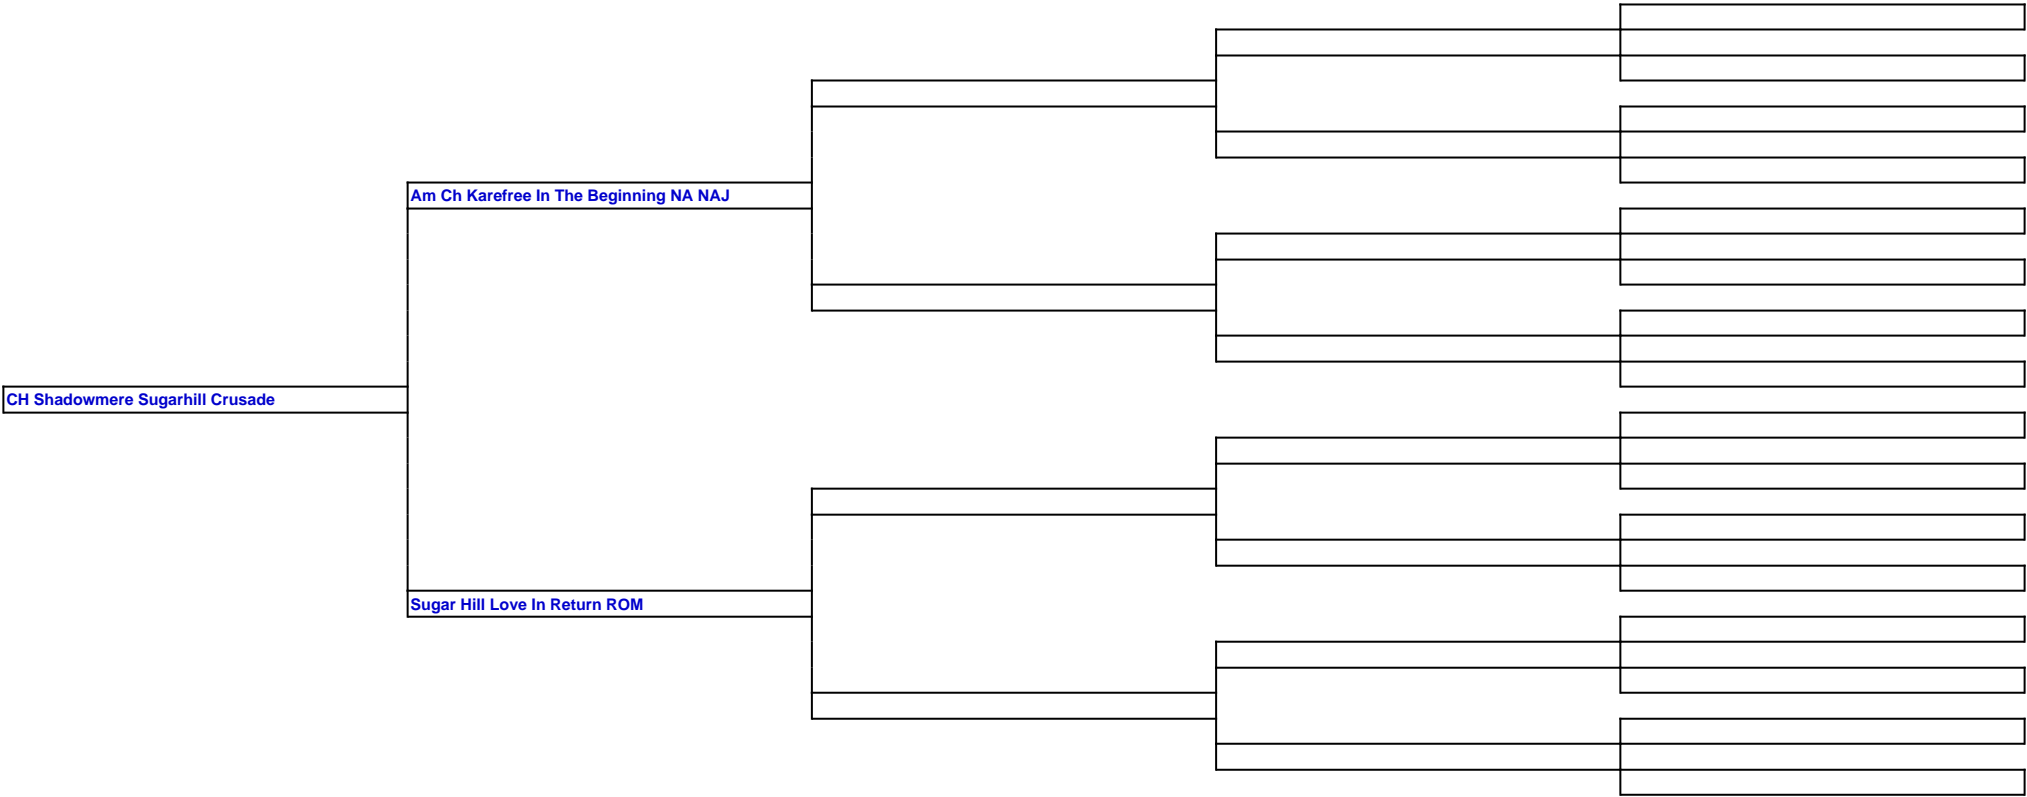 Am Ch Karefree In The Beginning NA NAJ
CH Shadowmere Sugarhill Crusade
Sugar Hill Love In Return ROM